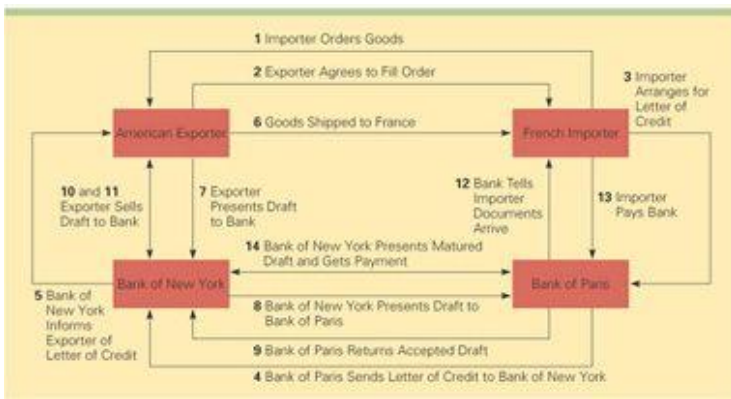 1 Importer Orders Goods
2 Exporter Agrees to Fill Order
3 Importer
Arranges for
Letter of
Credit
American Exporter
6 Goods Shipped to France
French Importer
10 and 11
Exporter Sells
Draft to Bank
7 Exporter
Presents Draft
to Bank
12 Bank Tells
Importer
Documents
Arrive
13 Importer
Pays Bank
14 Bank of New York Presents Matured
Draft and Gets Payment
Bank of New York
Bank of Paris
5 Bank of
New York
Informs
Exporter of
Letter of Credit
8 Bank of New York Presents Draft to
Bank of Paris
9 Bank of Paris Returns Accepted Draft
4 Bank of Paris Sends Letter of Credit to Bank of New York